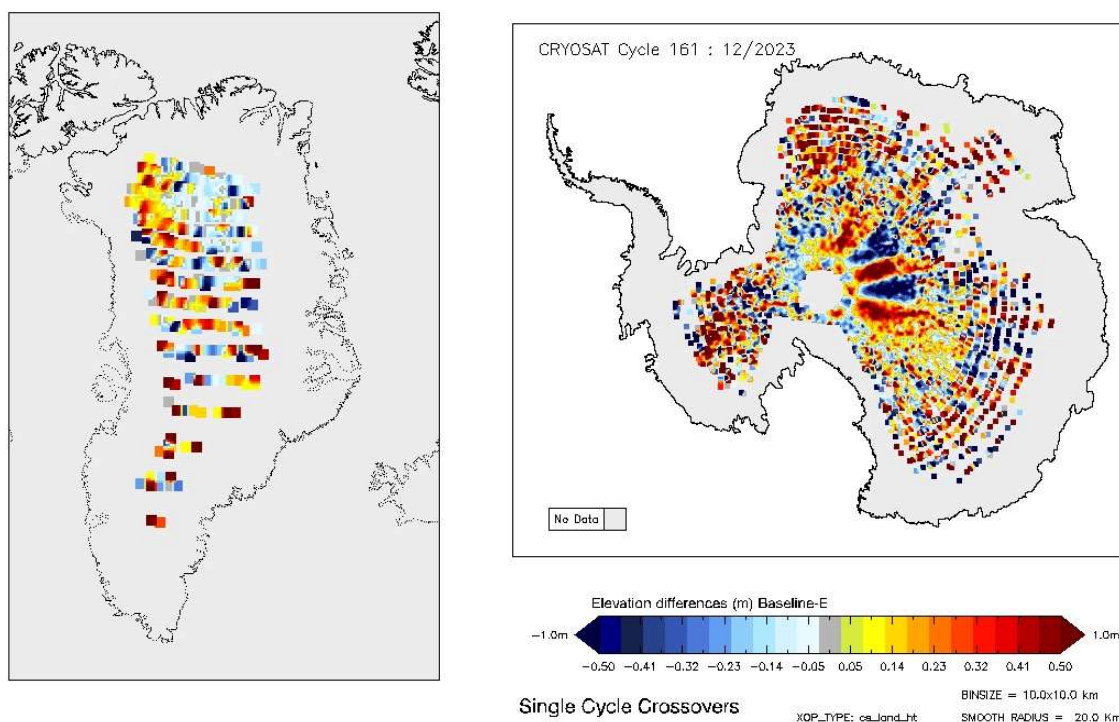 CRYOSAT Cycle 161 : 12/2023
No Data
Elevation differences (m) Baseline-E
-1.0m 1.0m
-0.50 -0.41 -0.32 -0.23 -0.14 -0.05 0.05 0.14 0.23 0.32 0.41 0.50
Single Cycle Crossovers
BINSIZE = 10.0x10.0 km
XOP_TYPE: ca_land_ht
SMOOTH RADIUS = 20.0 Km